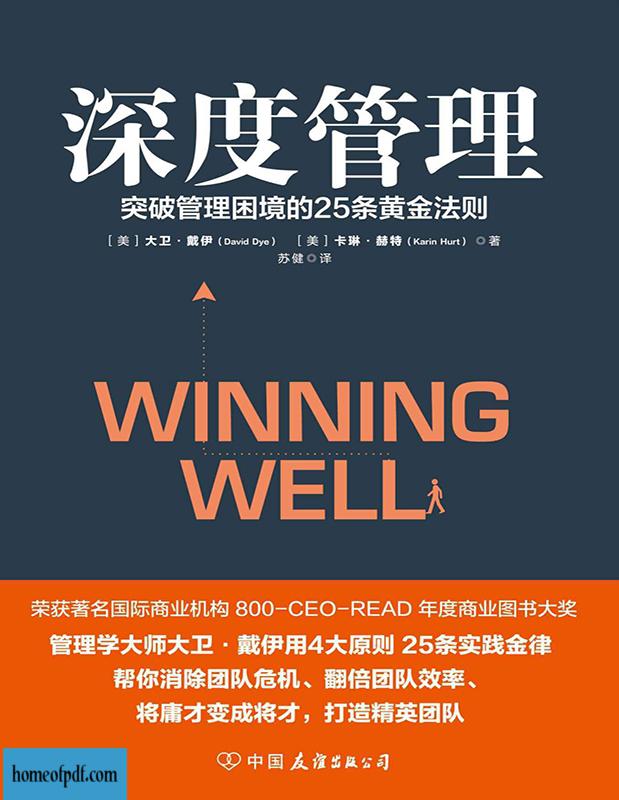 深度管理
突破管理困境的25条黄金法则
[美] 大卫·戴伊(David Dye) [美] 卡琳·赫特(Karin Hurt) ◎ 著
苏健◎译
WINNING
WELL
荣获著名国际商业机构 800-CEO-READ 年度商业图书大奖
管理学大师大卫·戴伊用4大原则 25条实践金律
帮你消除团队危机、翻倍团队效率、
将庸才变成将才，打造精英团队
中国友谊出版公司
homeofpdf.com